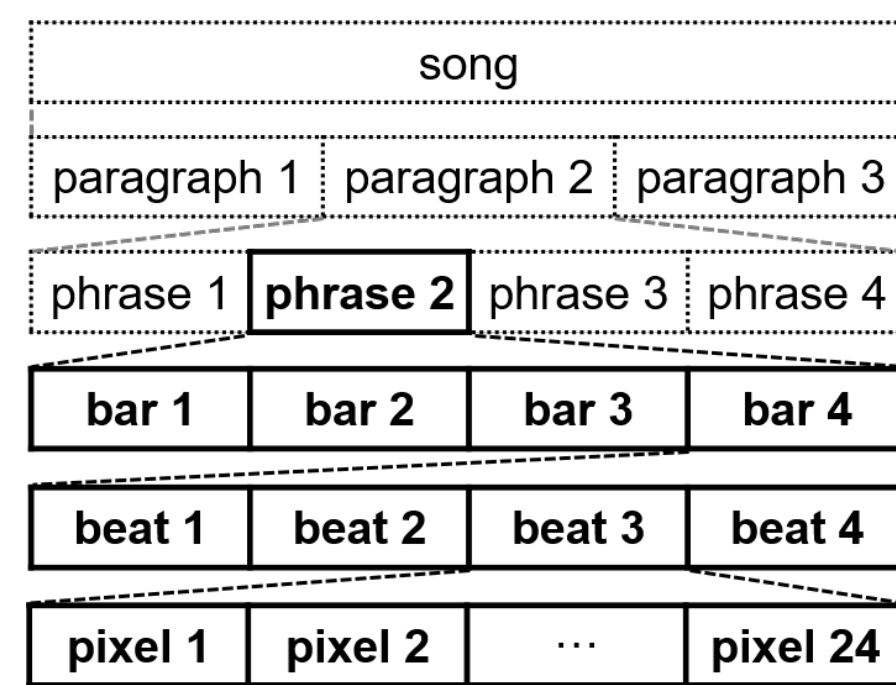 song
paragraph 1 paragraph 2 paragraph 3
phrase 1 phrase 2 phrase 3 phrase 4
bar 1 bar 2 bar 3 bar 4
beat 1 beat 2 beat 3 beat 4
pixel 1 pixel 2 ··· pixel 24